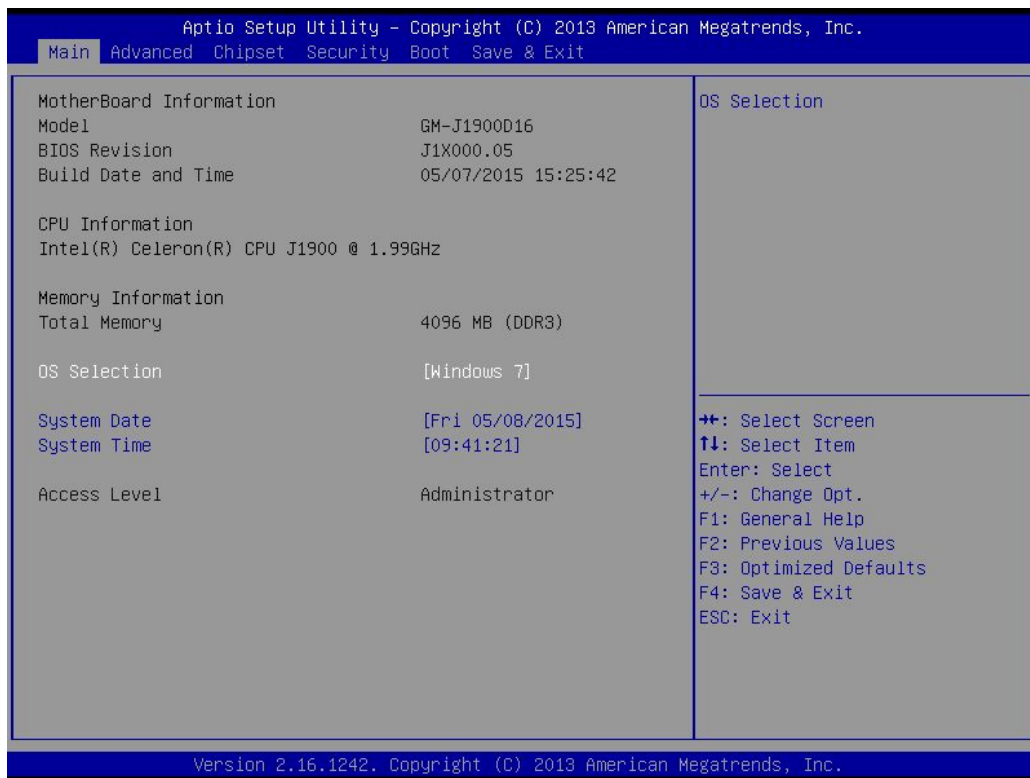 Aptio Setup Utility – Copyright (C) 2013 American Megatrends, Inc.
Main Advanced Chipset Security Boot Save & Exit
MotherBoard Information
Model GM-J1900D16
BIOS Revision J1X000.05
Build Date and Time 05/07/2015 15:25:42
CPU Information
Intel(R) Celeron(R) CPU J1900 @ 1.99GHz
Memory Information
Total Memory 4096 MB (DDR3)
OS Selection [Windows 7]
System Date [Fri 05/08/2015]
System Time [09:41:21]
Access Level Administrator
OS Selection
→←: Select Screen
↑↓: Select Item
Enter: Select
+/-: Change Opt.
F1: General Help
F2: Previous Values
F3: Optimized Defaults
F4: Save & Exit
ESC: Exit
Version 2.16.1242. Copyright (C) 2013 American Megatrends, Inc.